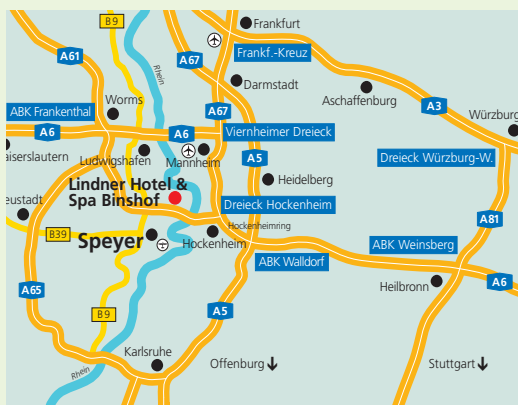 B9
Frankfurt
A61
Rhein
A67
Frankf.-Kreuz
Darmstadt
Aschaffenburg
A3
ABK Frankenthal
Worms
A67
Würzburg
A6
A6
Viernheimer Dreieck
aiserslautern
Ludwigshafen
Mannheim
A5
Dreieck Würzburg-W.
Lindner Hotel &
Spa Binshof
Heidelberg
eustadt
Dreieck Hockenheim
Hockenheimring
A81
B39
Speyer
Hockenheim
ABK Weinsberg
ABK Walldorf
A65
Heilbronn
A6
B9
A5
Karlsruhe
Offenburg
Stuttgart
Rhein